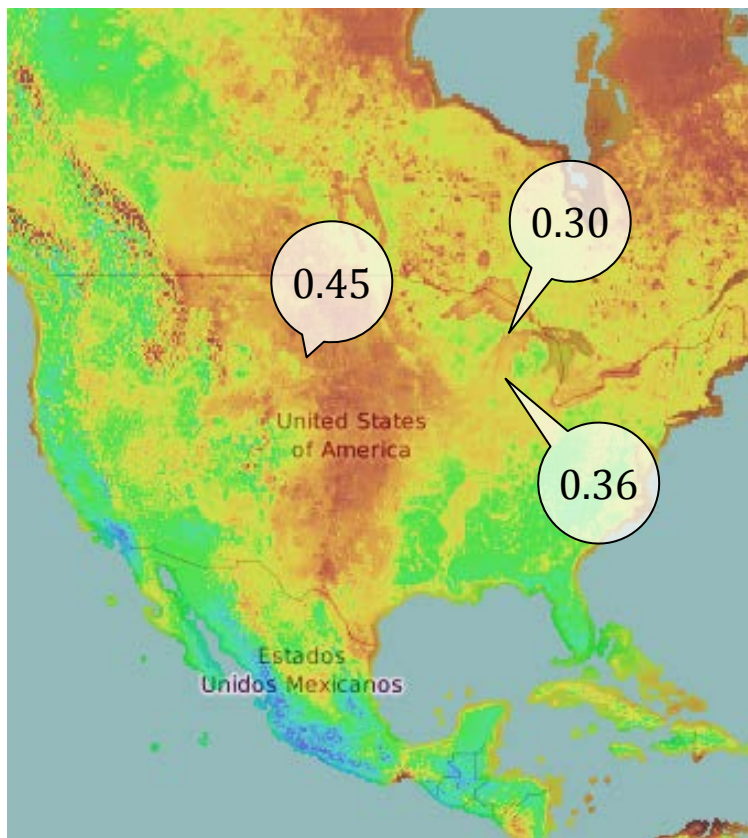 0.30
0.45
United States
of America
0.36
Estados
Unidos Mexicanos